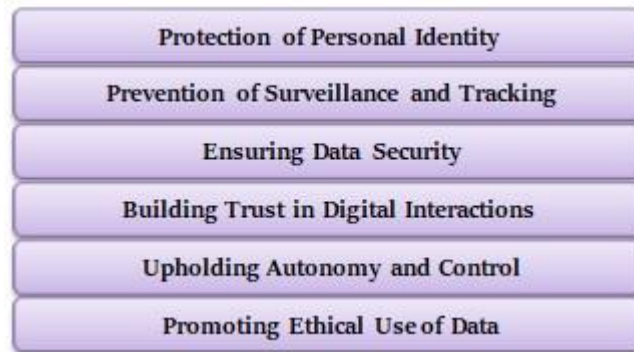 Protection of Personal Identity
Prevention of Surveillance and Tracking
Ensuring Data Security
Building Trust in Digital Interactions
Upholding Autonomy and Control
Promoting Ethical Use of Data